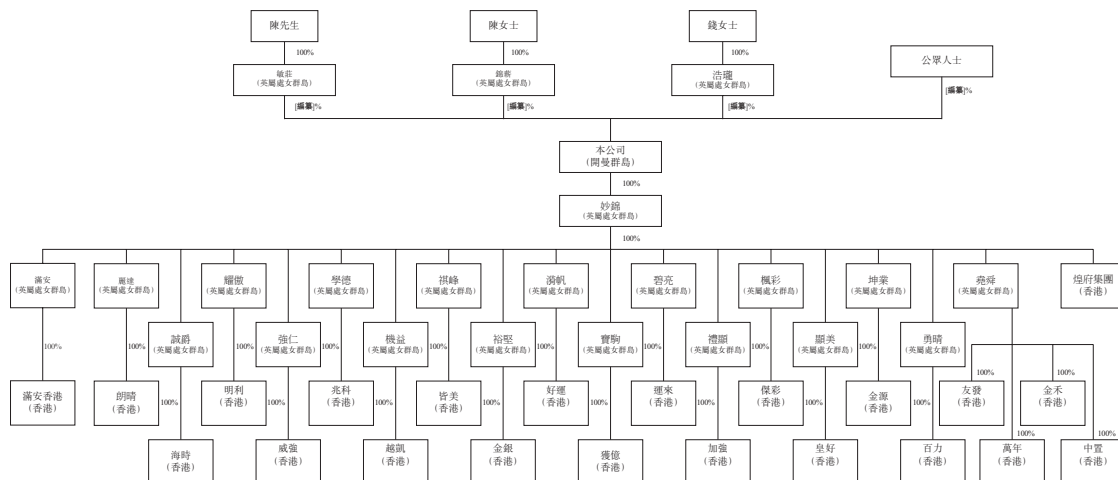 陳先生
陳女士
錢女士
公眾人士
100%
100%
100%
敏莊
(英屬處女群島)
錦蓊
(英屬處女群島)
浩瓏
(英屬處女群島)
[編纂]%
[編纂]%
[編纂]%
[編纂]%
本公司
(開曼群島)
100%
妙錦
(英屬處女群島)
100%
滿安
(英屬處女群島)
麗達
(英屬處女群島)
耀傲
(英屬處女群島)
學德
(英屬處女群島)
祺峰
(英屬處女群島)
漪帆
(英屬處女群島)
碧亮
(英屬處女群島)
楓彩
(英屬處女群島)
坤業
(英屬處女群島)
堯舜
(英屬處女群島)
煌府集團
(香港)
誠爵
(英屬處女群島)
強仁
(英屬處女群島)
機益
(英屬處女群島)
裕堅
(英屬處女群島)
寶駒
(英屬處女群島)
禮顯
(英屬處女群島)
顯美
(英屬處女群島)
勇晴
(英屬處女群島)
100%
100%
100%
100%
100%
100%
100%
100%
100%
100%
100%
滿安香港
(香港)
朗晴
(香港)
明利
(香港)
兆科
(香港)
皆美
(香港)
好運
(香港)
運來
(香港)
傑彩
(香港)
金源
(香港)
友發
(香港)
金禾
(香港)
100%
100%
100%
100%
100%
100%
100%
100%
100%
100%
海時
(香港)
威強
(香港)
越凱
(香港)
金銀
(香港)
獲億
(香港)
加強
(香港)
皇好
(香港)
百力
(香港)
萬年
(香港)
中置
(香港)